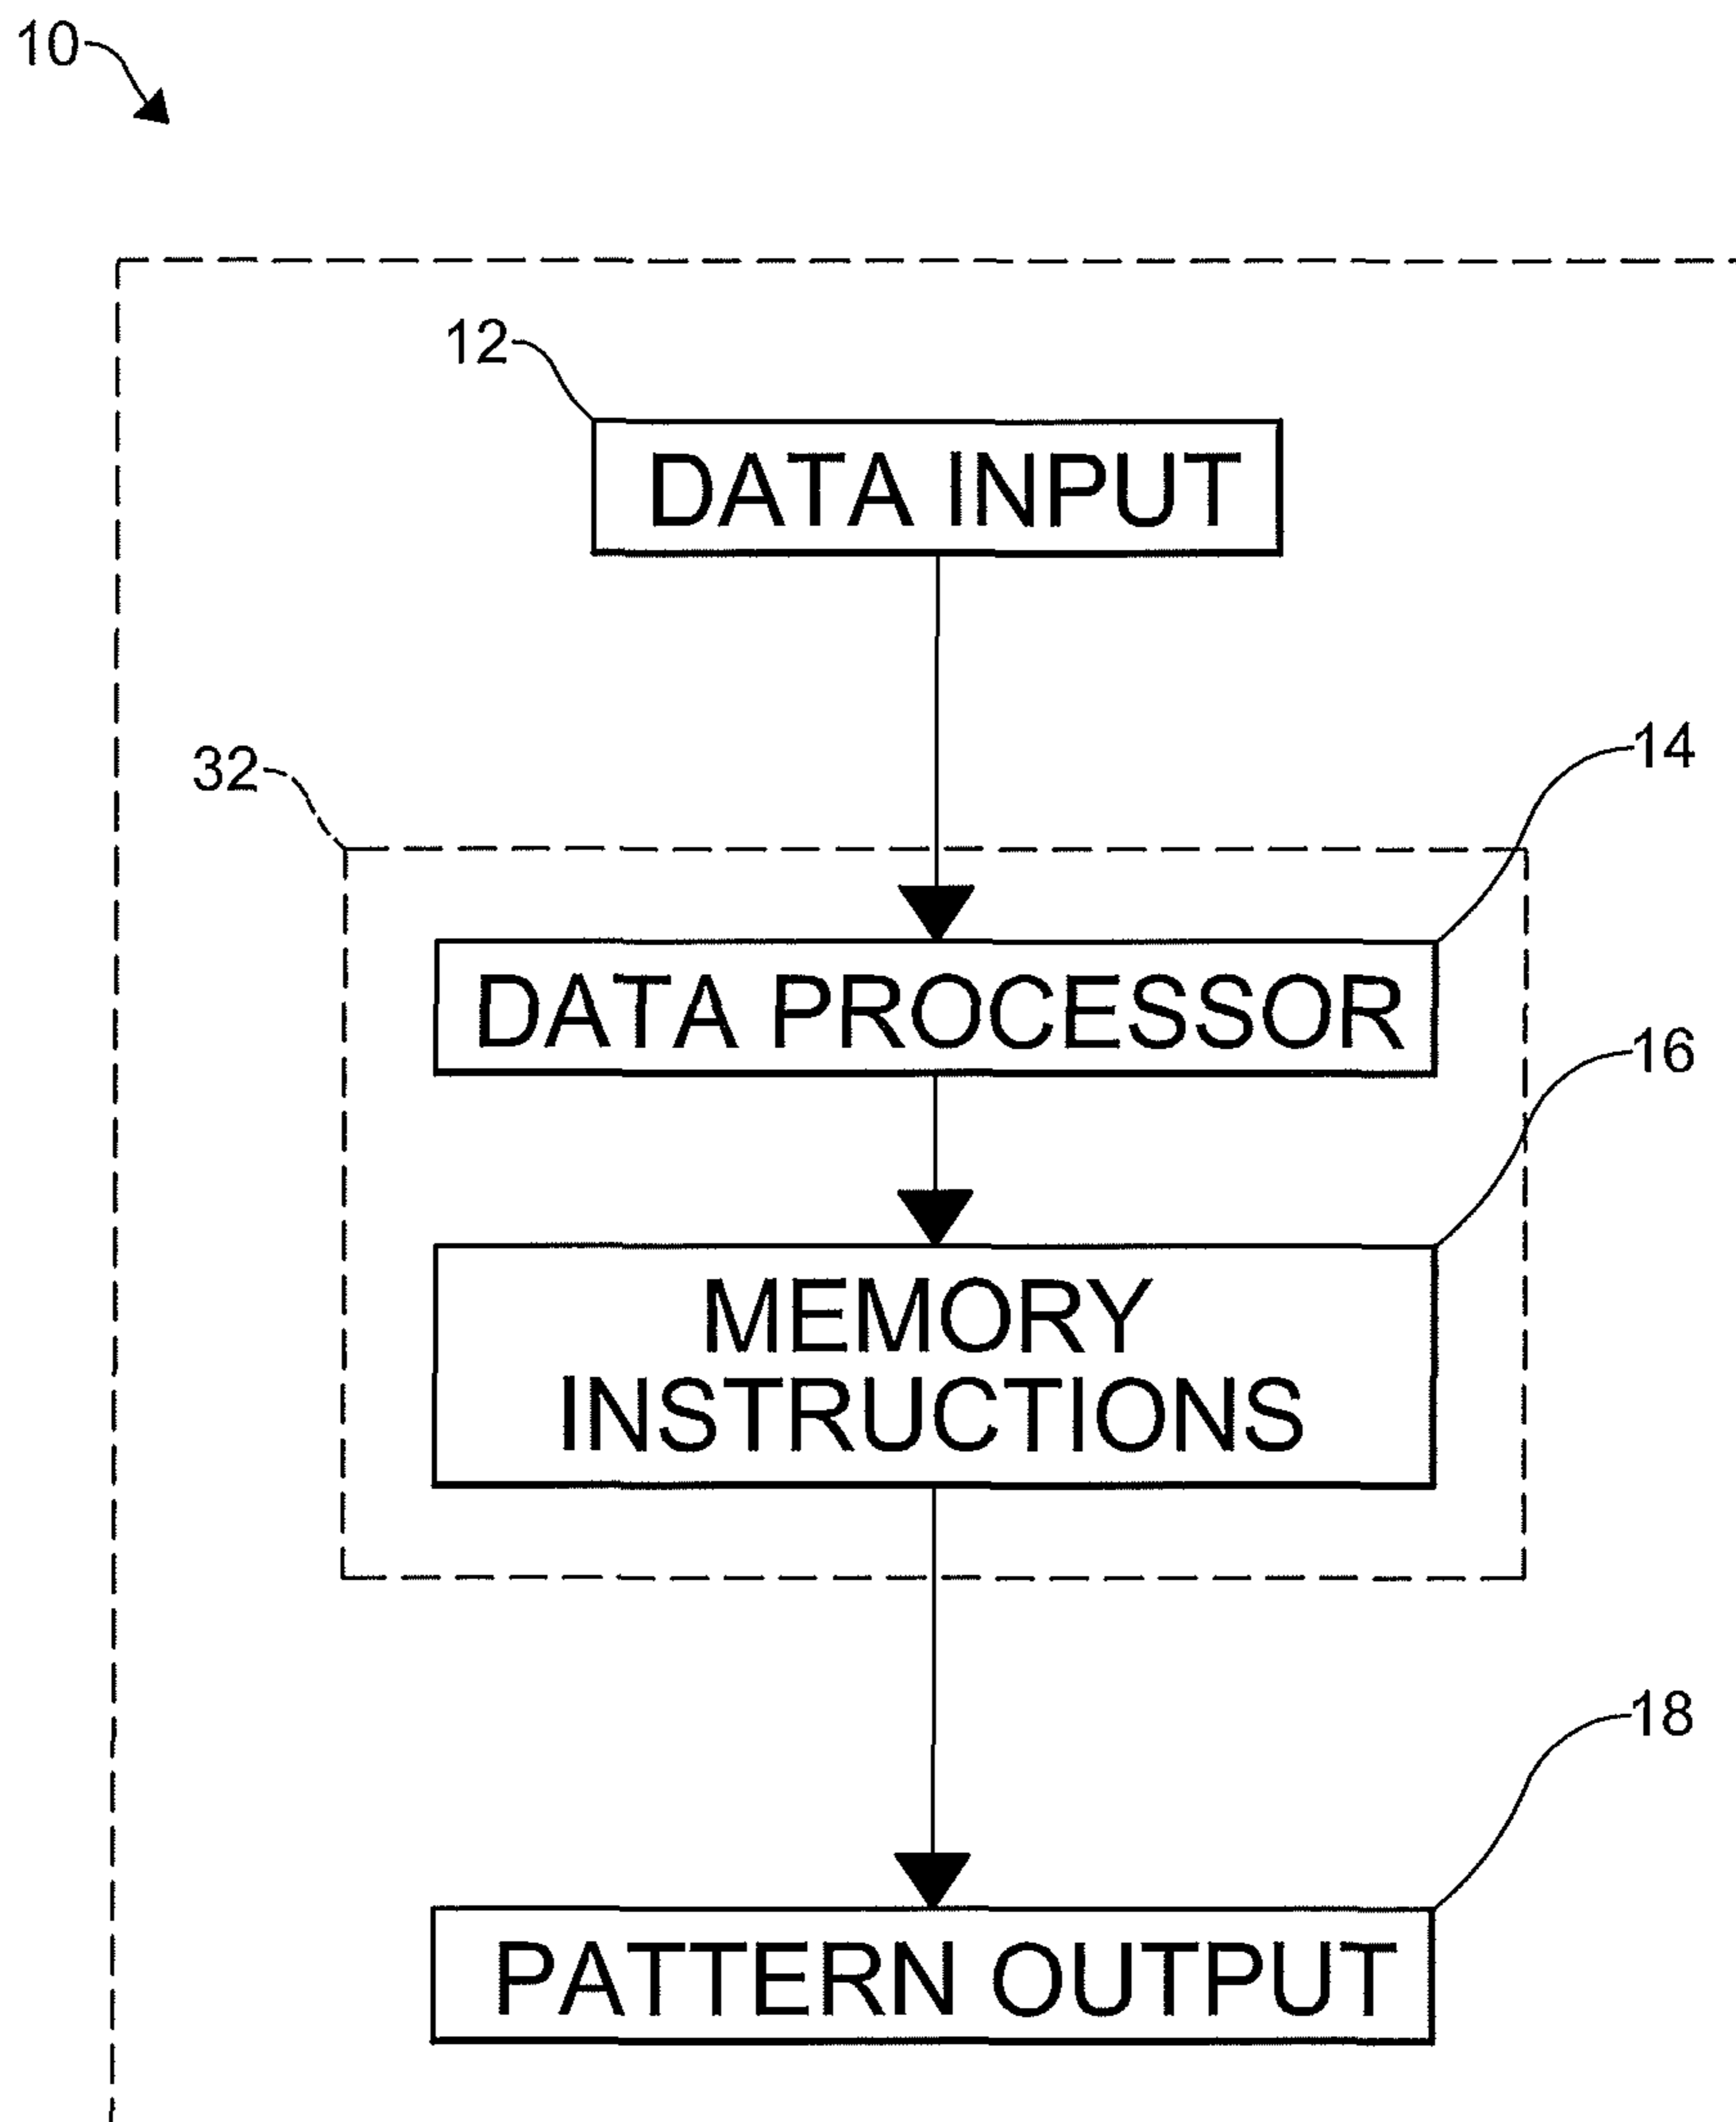 10
12
DATA INPUT
32
14
DATA PROCESSOR
16
MEMORY
INSTRUCTIONS
18
PATTERN OUTPUT